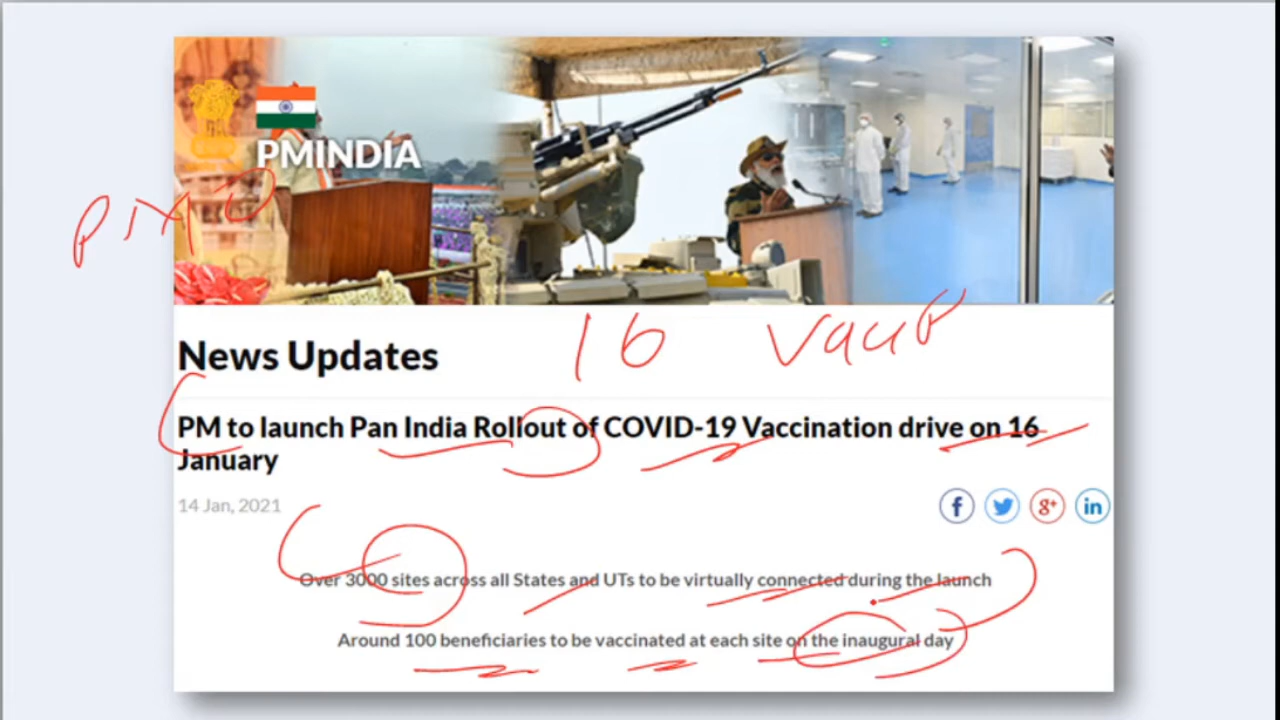 PMINDIA
PMO
16
News Updates
PM to launch Pan India Rollout of COVID-19 Vaccination drive on 16
January
14 Jan, 2021
f
g+
in
Over 3000 sites across all States and UTs to be virtually connected during the launch
Around 100 beneficiaries to be vaccinated at each site on the inaugural day